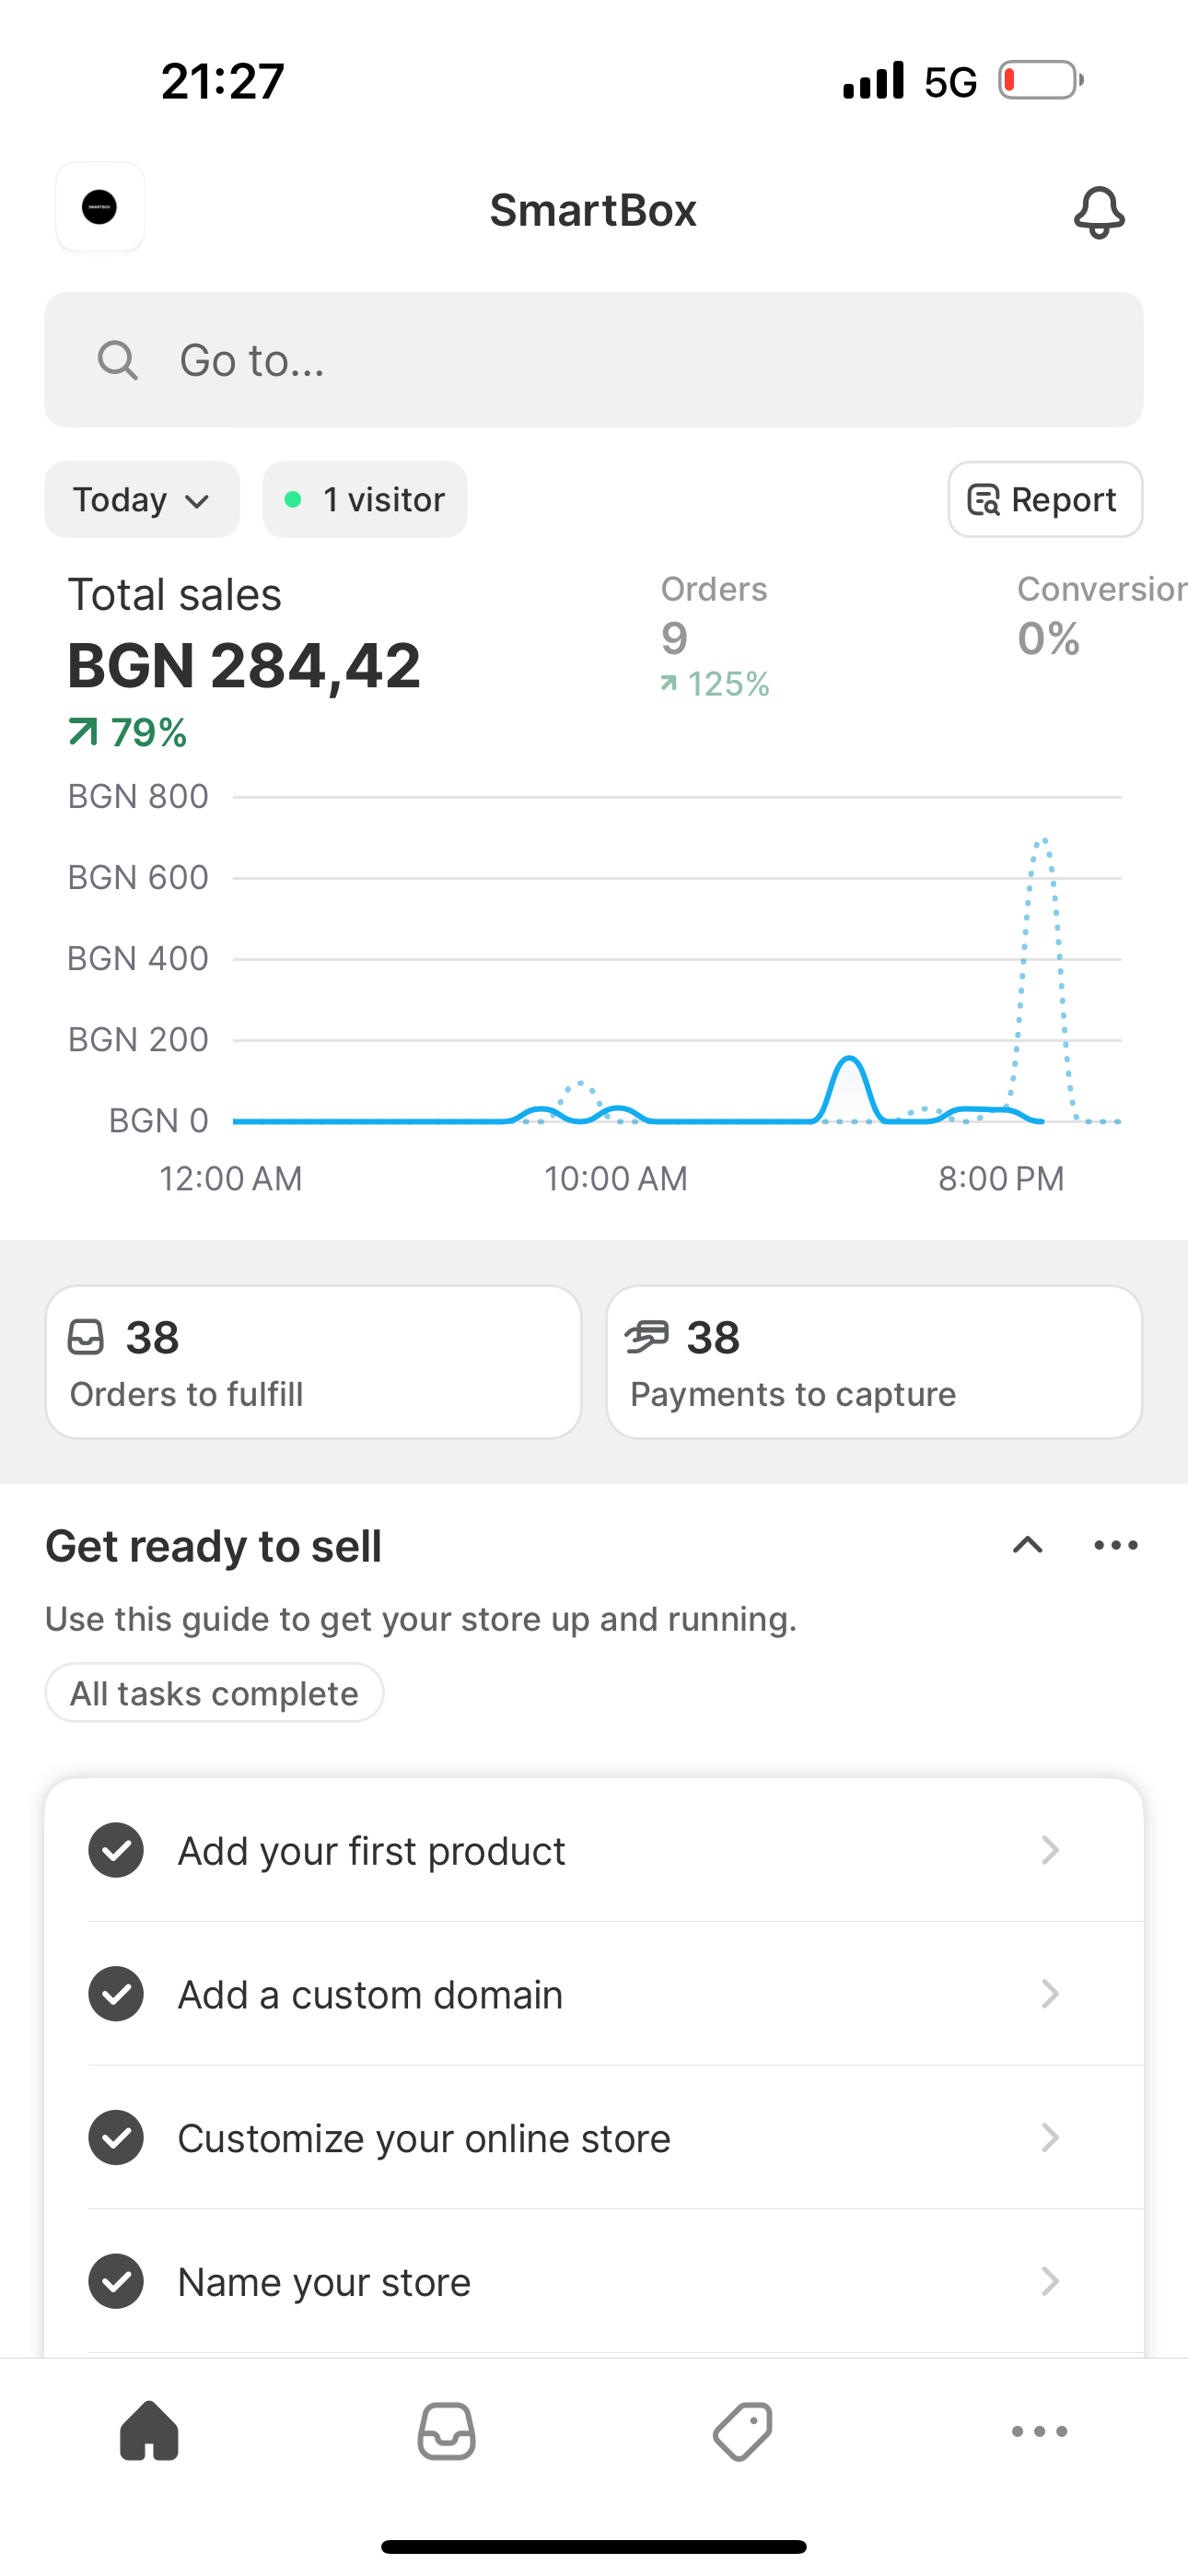 21:27
5G
SMARTBOX
SmartBox
Go to...
Today
1 visitor
Report
Total sales
Orders
Conversion
BGN 284,42
9
0%
79%
125%
BGN 800
BGN 600
BGN 400
BGN 200
BGN 0
12:00 AM
10:00 AM
8:00 PM
38
Orders to fulfill
38
Payments to capture
Get ready to sell
Use this guide to get your store up and running.
All tasks complete
Add your first product
Add a custom domain
Customize your online store
Name your store